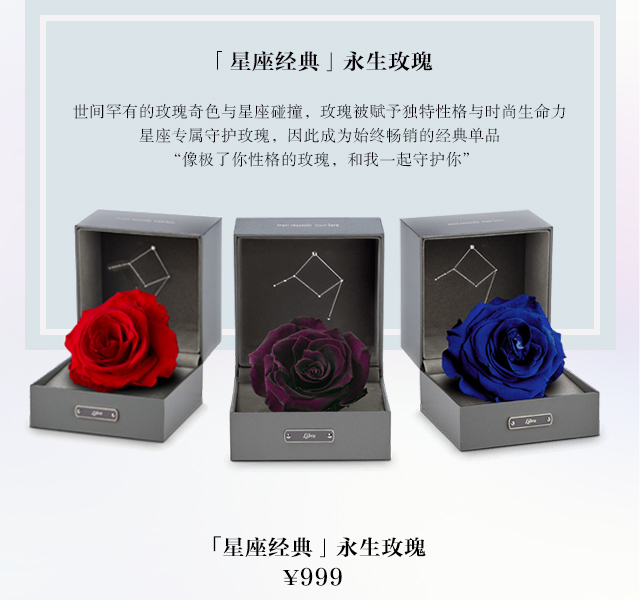 「星座经典」永生玫瑰
世间罕有的玫瑰奇色与星座碰撞，玫瑰被赋予独特性格与时尚生命力
星座专属守护玫瑰，因此成为始终畅销的经典单品
“像极了你性格的玫瑰，和我一起守护你”
Libra
Libra
Libra
「星座经典」永生玫瑰
¥999